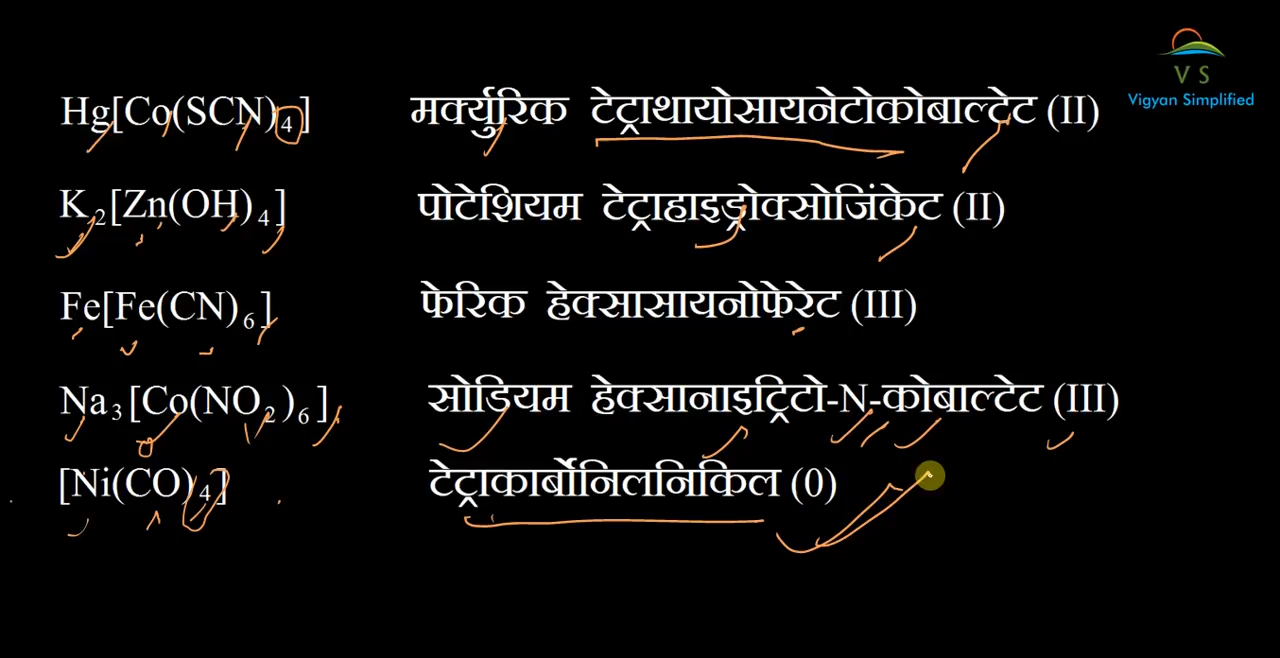 V S
Vigyan Simplified
Hg[Co(SCN)₄] मर्क्युरिक टेट्राथायोसायनेटोकोबाल्टेट (II)
K₂[Zn(OH)₄] पोटेशियम टेट्राहाइड्रोक्सोजिंकेट (II)
Fe[Fe(CN)₆] फेरिक हेक्सासायनोफेरेट (III)
Na₃[Co(NO₂)₆] सोडियम हेक्सानाइट्रिटो-N-कोबाल्टेट (III)
[Ni(CO)₄] टेट्राकार्बोनिलनिकिल (0)